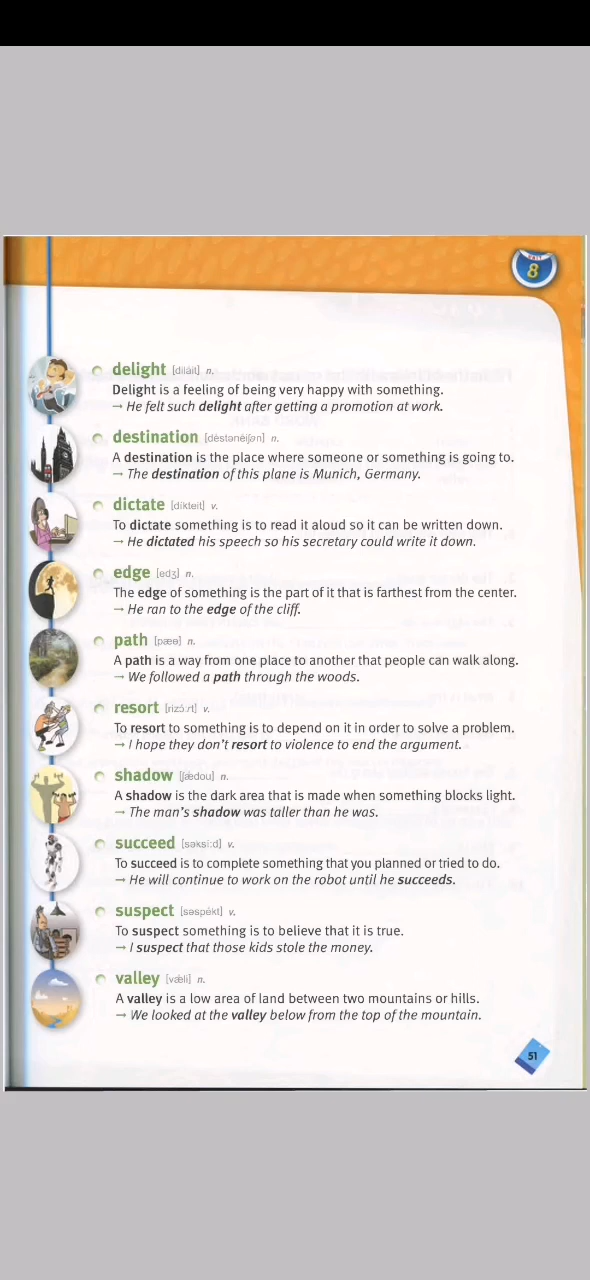 UNIT
8
delight [diláit] n.
Delight is a feeling of being very happy with something.
→ He felt such delight after getting a promotion at work.
destination [dèstənéiʃən] n.
A destination is the place where someone or something is going to.
→ The destination of this plane is Munich, Germany.
dictate [díkteit] v.
To dictate something is to read it aloud so it can be written down.
→ He dictated his speech so his secretary could write it down.
edge [edʒ] n.
The edge of something is the part of it that is farthest from the center.
→ He ran to the edge of the cliff.
path [pæθ] n.
A path is a way from one place to another that people can walk along.
→ We followed a path through the woods.
resort [rizɔ́ːrt] v.
To resort to something is to depend on it in order to solve a problem.
→ I hope they don't resort to violence to end the argument.
shadow [ʃǽdou] n.
A shadow is the dark area that is made when something blocks light.
→ The man's shadow was taller than he was.
succeed [səksíːd] v.
To succeed is to complete something that you planned or tried to do.
→ He will continue to work on the robot until he succeeds.
suspect [səspékt] v.
To suspect something is to believe that it is true.
→ I suspect that those kids stole the money.
valley [vǽli] n.
A valley is a low area of land between two mountains or hills.
→ We looked at the valley below from the top of the mountain.
51